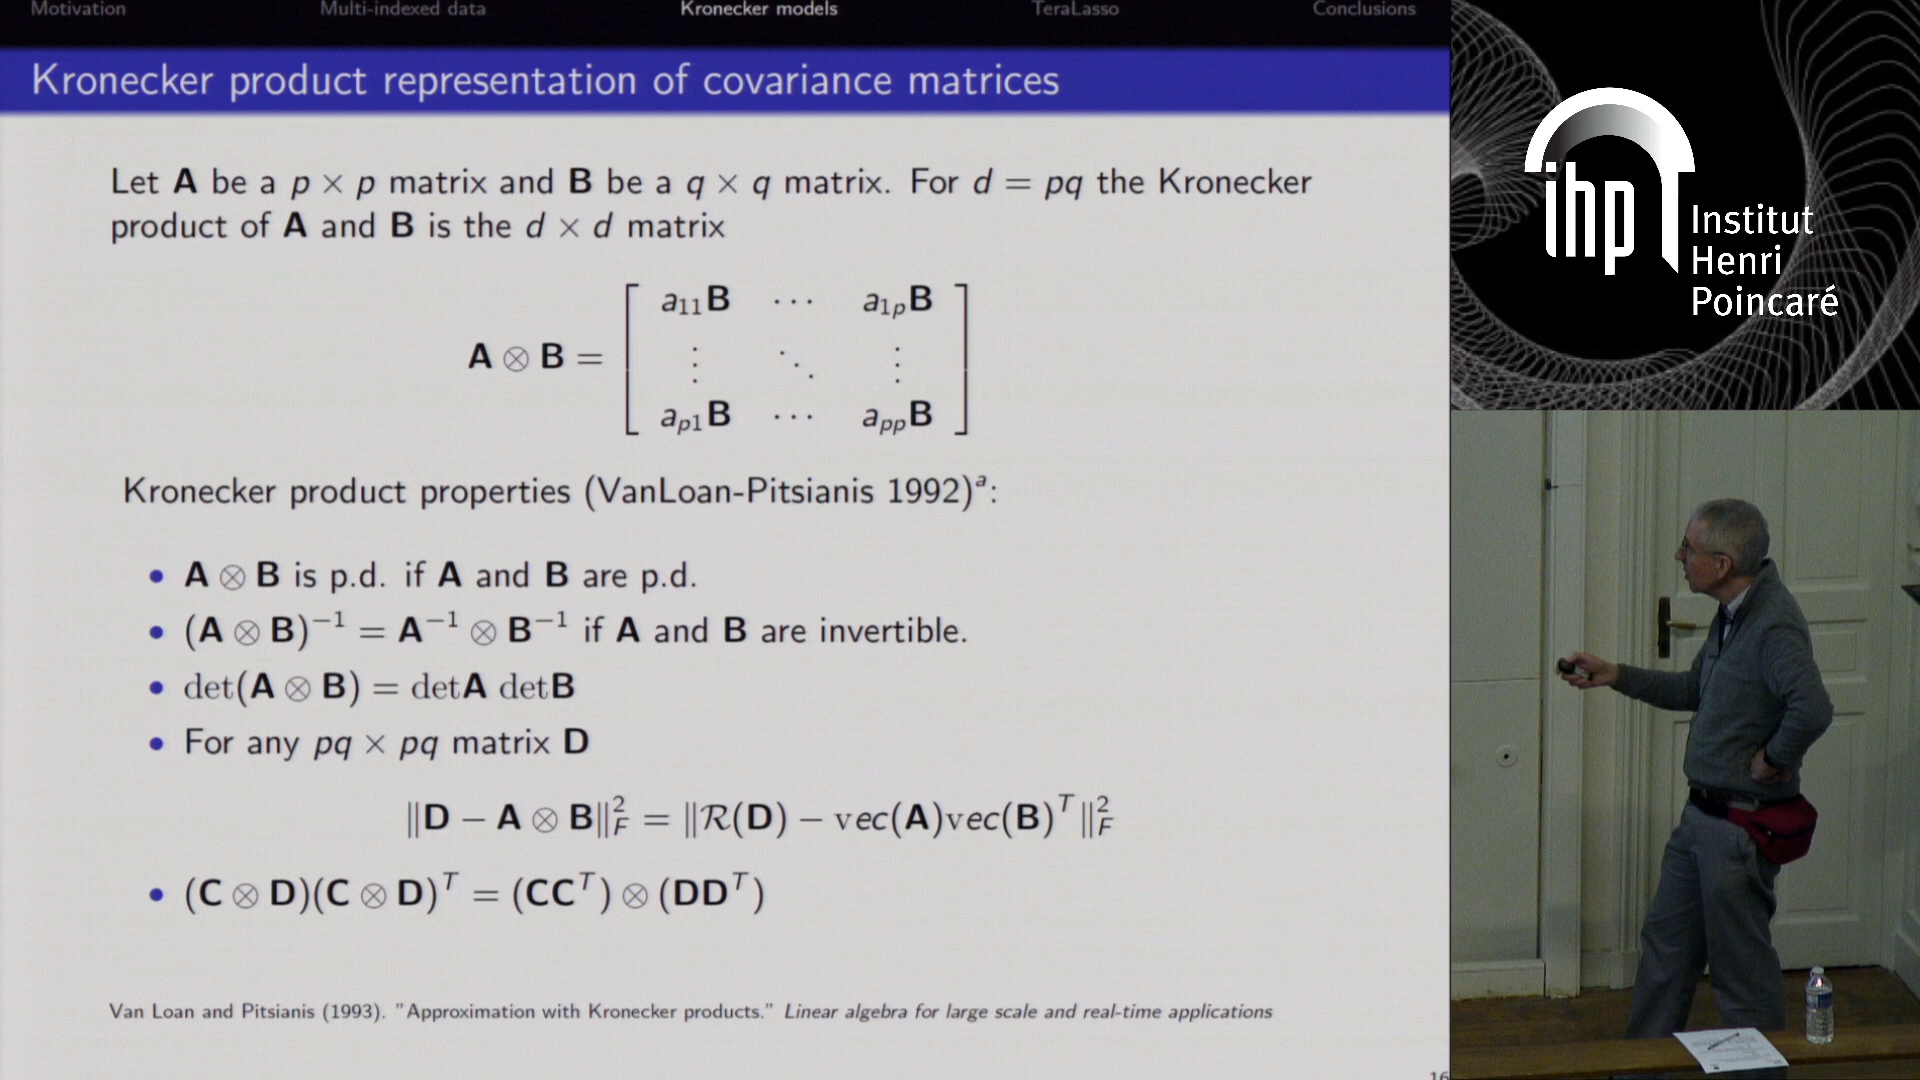 Motivation Multi-indexed data Kronecker models TeraLasso Conclusions
Kronecker product representation of covariance matrices
Let A be a p × p matrix and B be a q × q matrix. For d = pq the Kronecker
product of A and B is the d × d matrix
a₁₁B ⋯ a₁ₚB
A ⊗ B = [ ⋮ ⋱ ⋮ ]
aₚ₁B ⋯ aₚₚB
Kronecker product properties (VanLoan-Pitsianis 1992)ᵃ:
• A ⊗ B is p.d. if A and B are p.d.
• (A ⊗ B)⁻¹ = A⁻¹ ⊗ B⁻¹ if A and B are invertible.
• det(A ⊗ B) = detA detB
• For any pq × pq matrix D
‖D − A ⊗ B‖²_F = ‖R(D) − vec(A)vec(B)ᵀ‖²_F
• (C ⊗ D)(C ⊗ D)ᵀ = (CCᵀ) ⊗ (DDᵀ)
Van Loan and Pitsianis (1993). "Approximation with Kronecker products." Linear algebra for large scale and real-time applications
16
ihp
Institut
Henri
Poincaré